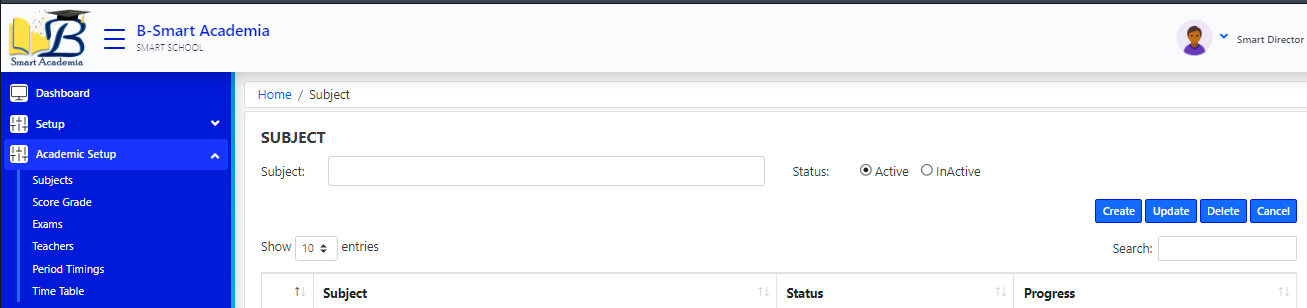 B
Smart Academia
B-Smart Academia
SMART SCHOOL
Smart Director
Dashboard
Setup
Academic Setup
Subjects
Score Grade
Exams
Teachers
Period Timings
Time Table
Home / Subject
SUBJECT
Subject: Status: Active InActive
Create Update Delete Cancel
Show 10 entries Search:
Subject Status Progress